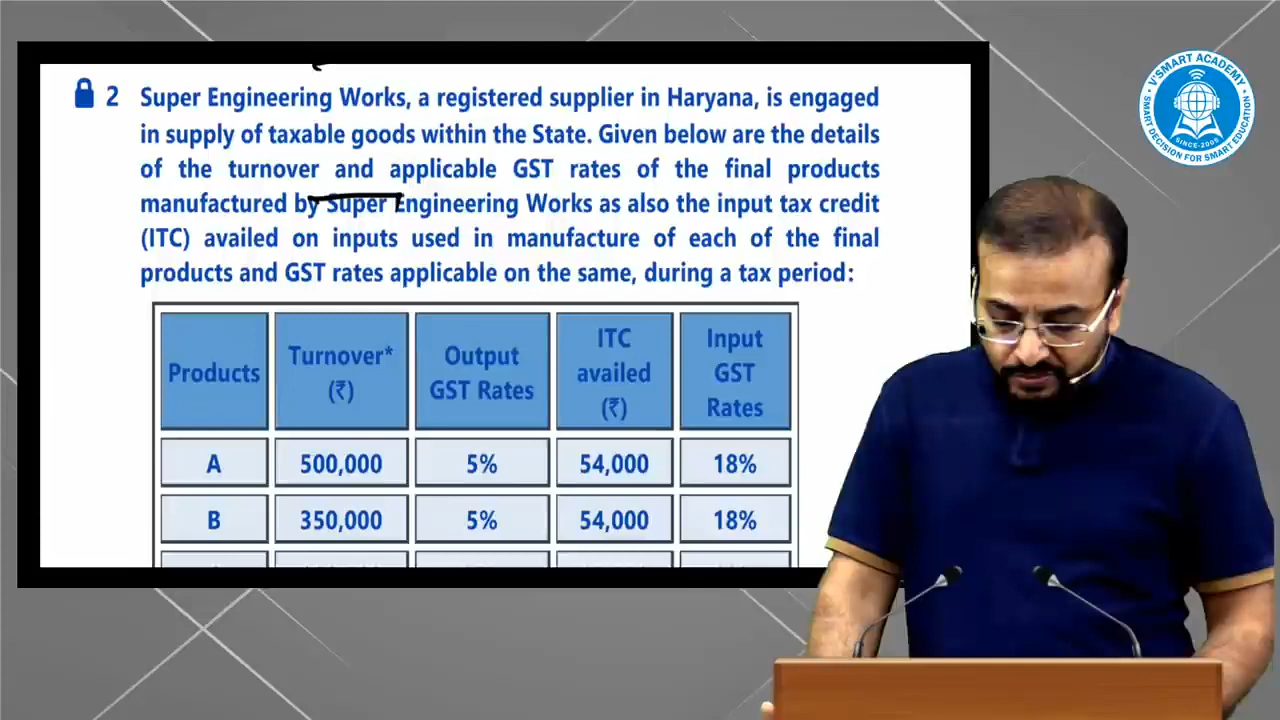 2 Super Engineering Works, a registered supplier in Haryana, is engaged
in supply of taxable goods within the State. Given below are the details
of the turnover and applicable GST rates of the final products
manufactured by Super Engineering Works as also the input tax credit
(ITC) availed on inputs used in manufacture of each of the final
products and GST rates applicable on the same, during a tax period:
Products Turnover* (₹) Output GST Rates ITC availed (₹) Input GST Rates
A 500,000 5% 54,000 18%
B 350,000 5% 54,000 18%
V'SMART ACADEMY
SINCE-2005
SMART DECISION FOR SMART EDUCATION